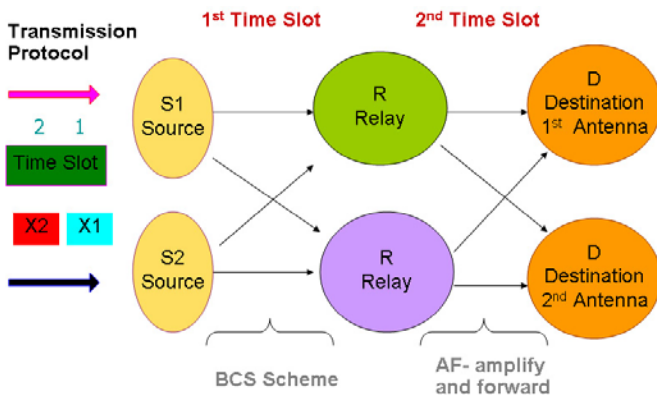 1st Time Slot
2nd Time Slot
Transmission
Protocol
2 1
Time Slot
X2 X1
S1
Source
S2
Source
R
Relay
R
Relay
D
Destination
1st Antenna
D
Destination
2nd Antenna
BCS Scheme
AF- amplify
and forward